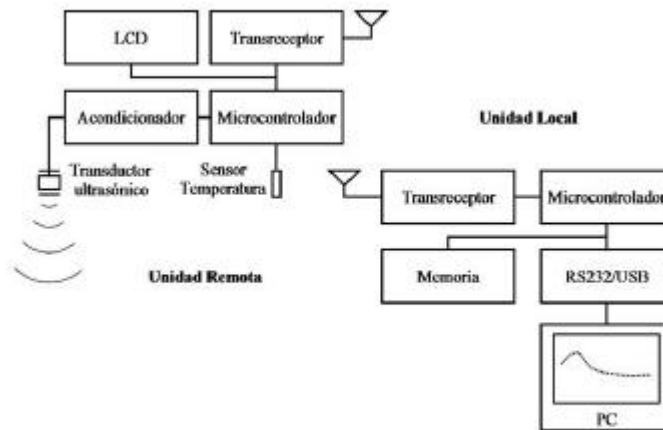 LCD
Transreceptor
Acondicionador
Microcontrolador
Transductor
ultrasónico
Sensor
Temperatura
Unidad Remota
Unidad Local
Transreceptor
Microcontrolador
Memoria
RS232/USB
PC